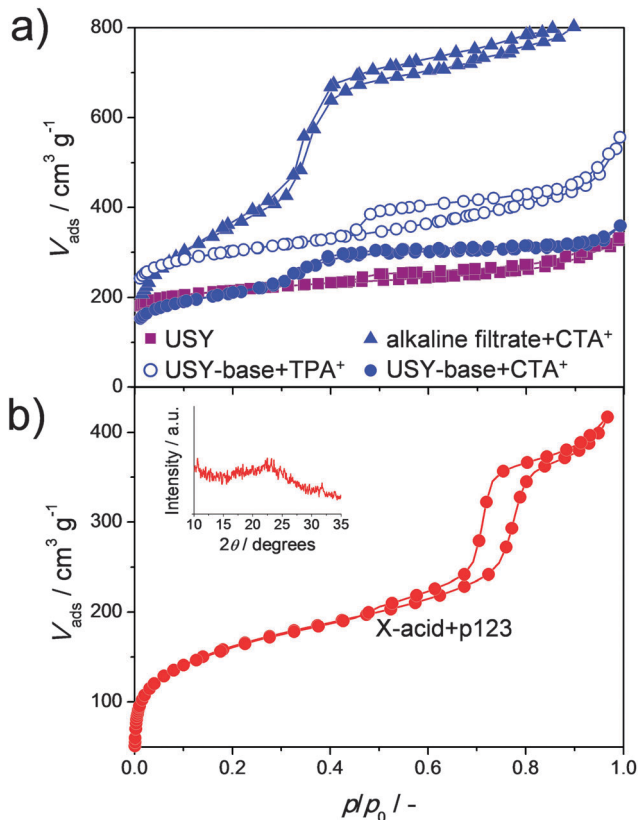 a)
800
600
400
200
0
V_ads / cm³ g⁻¹
USY
alkaline filtrate+CTA⁺
USY-base+TPA⁺
USY-base+CTA⁺
b)
400
300
200
100
V_ads / cm³ g⁻¹
Intensity / a.u.
10 15 20 25 30 35
2θ / degrees
X-acid+p123
0.0 0.2 0.4 0.6 0.8 1.0
p/p₀ / -